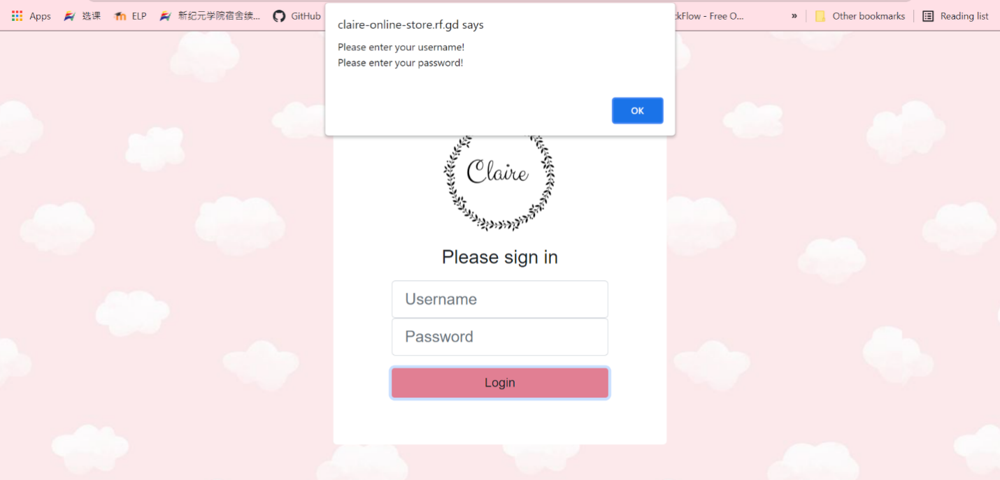 Apps 选课 ELP 新纪元学院宿舍续... GitHub ckFlow - Free O... » Other bookmarks Reading list
claire-online-store.rf.gd says
Please enter your username!
Please enter your password!
OK
Claire
Please sign in
Username
Password
Login